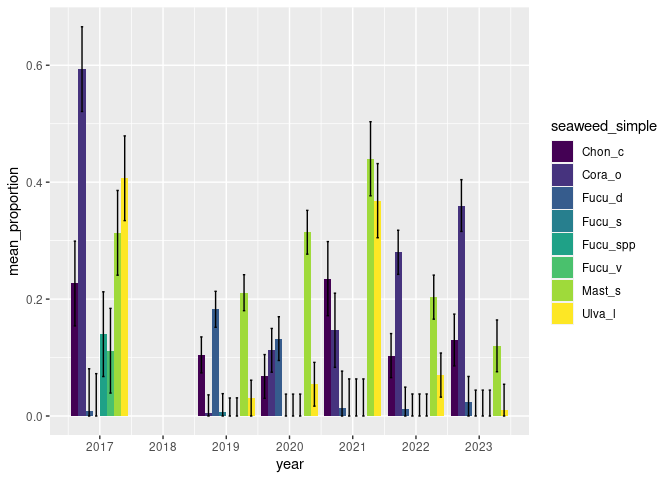 mean_proportion
0.6
0.4
0.2
0.0
2017 2018 2019 2020 2021 2022 2023
year
seaweed_simple
Chon_c
Cora_o
Fucu_d
Fucu_s
Fucu_spp
Fucu_v
Mast_s
Ulva_l